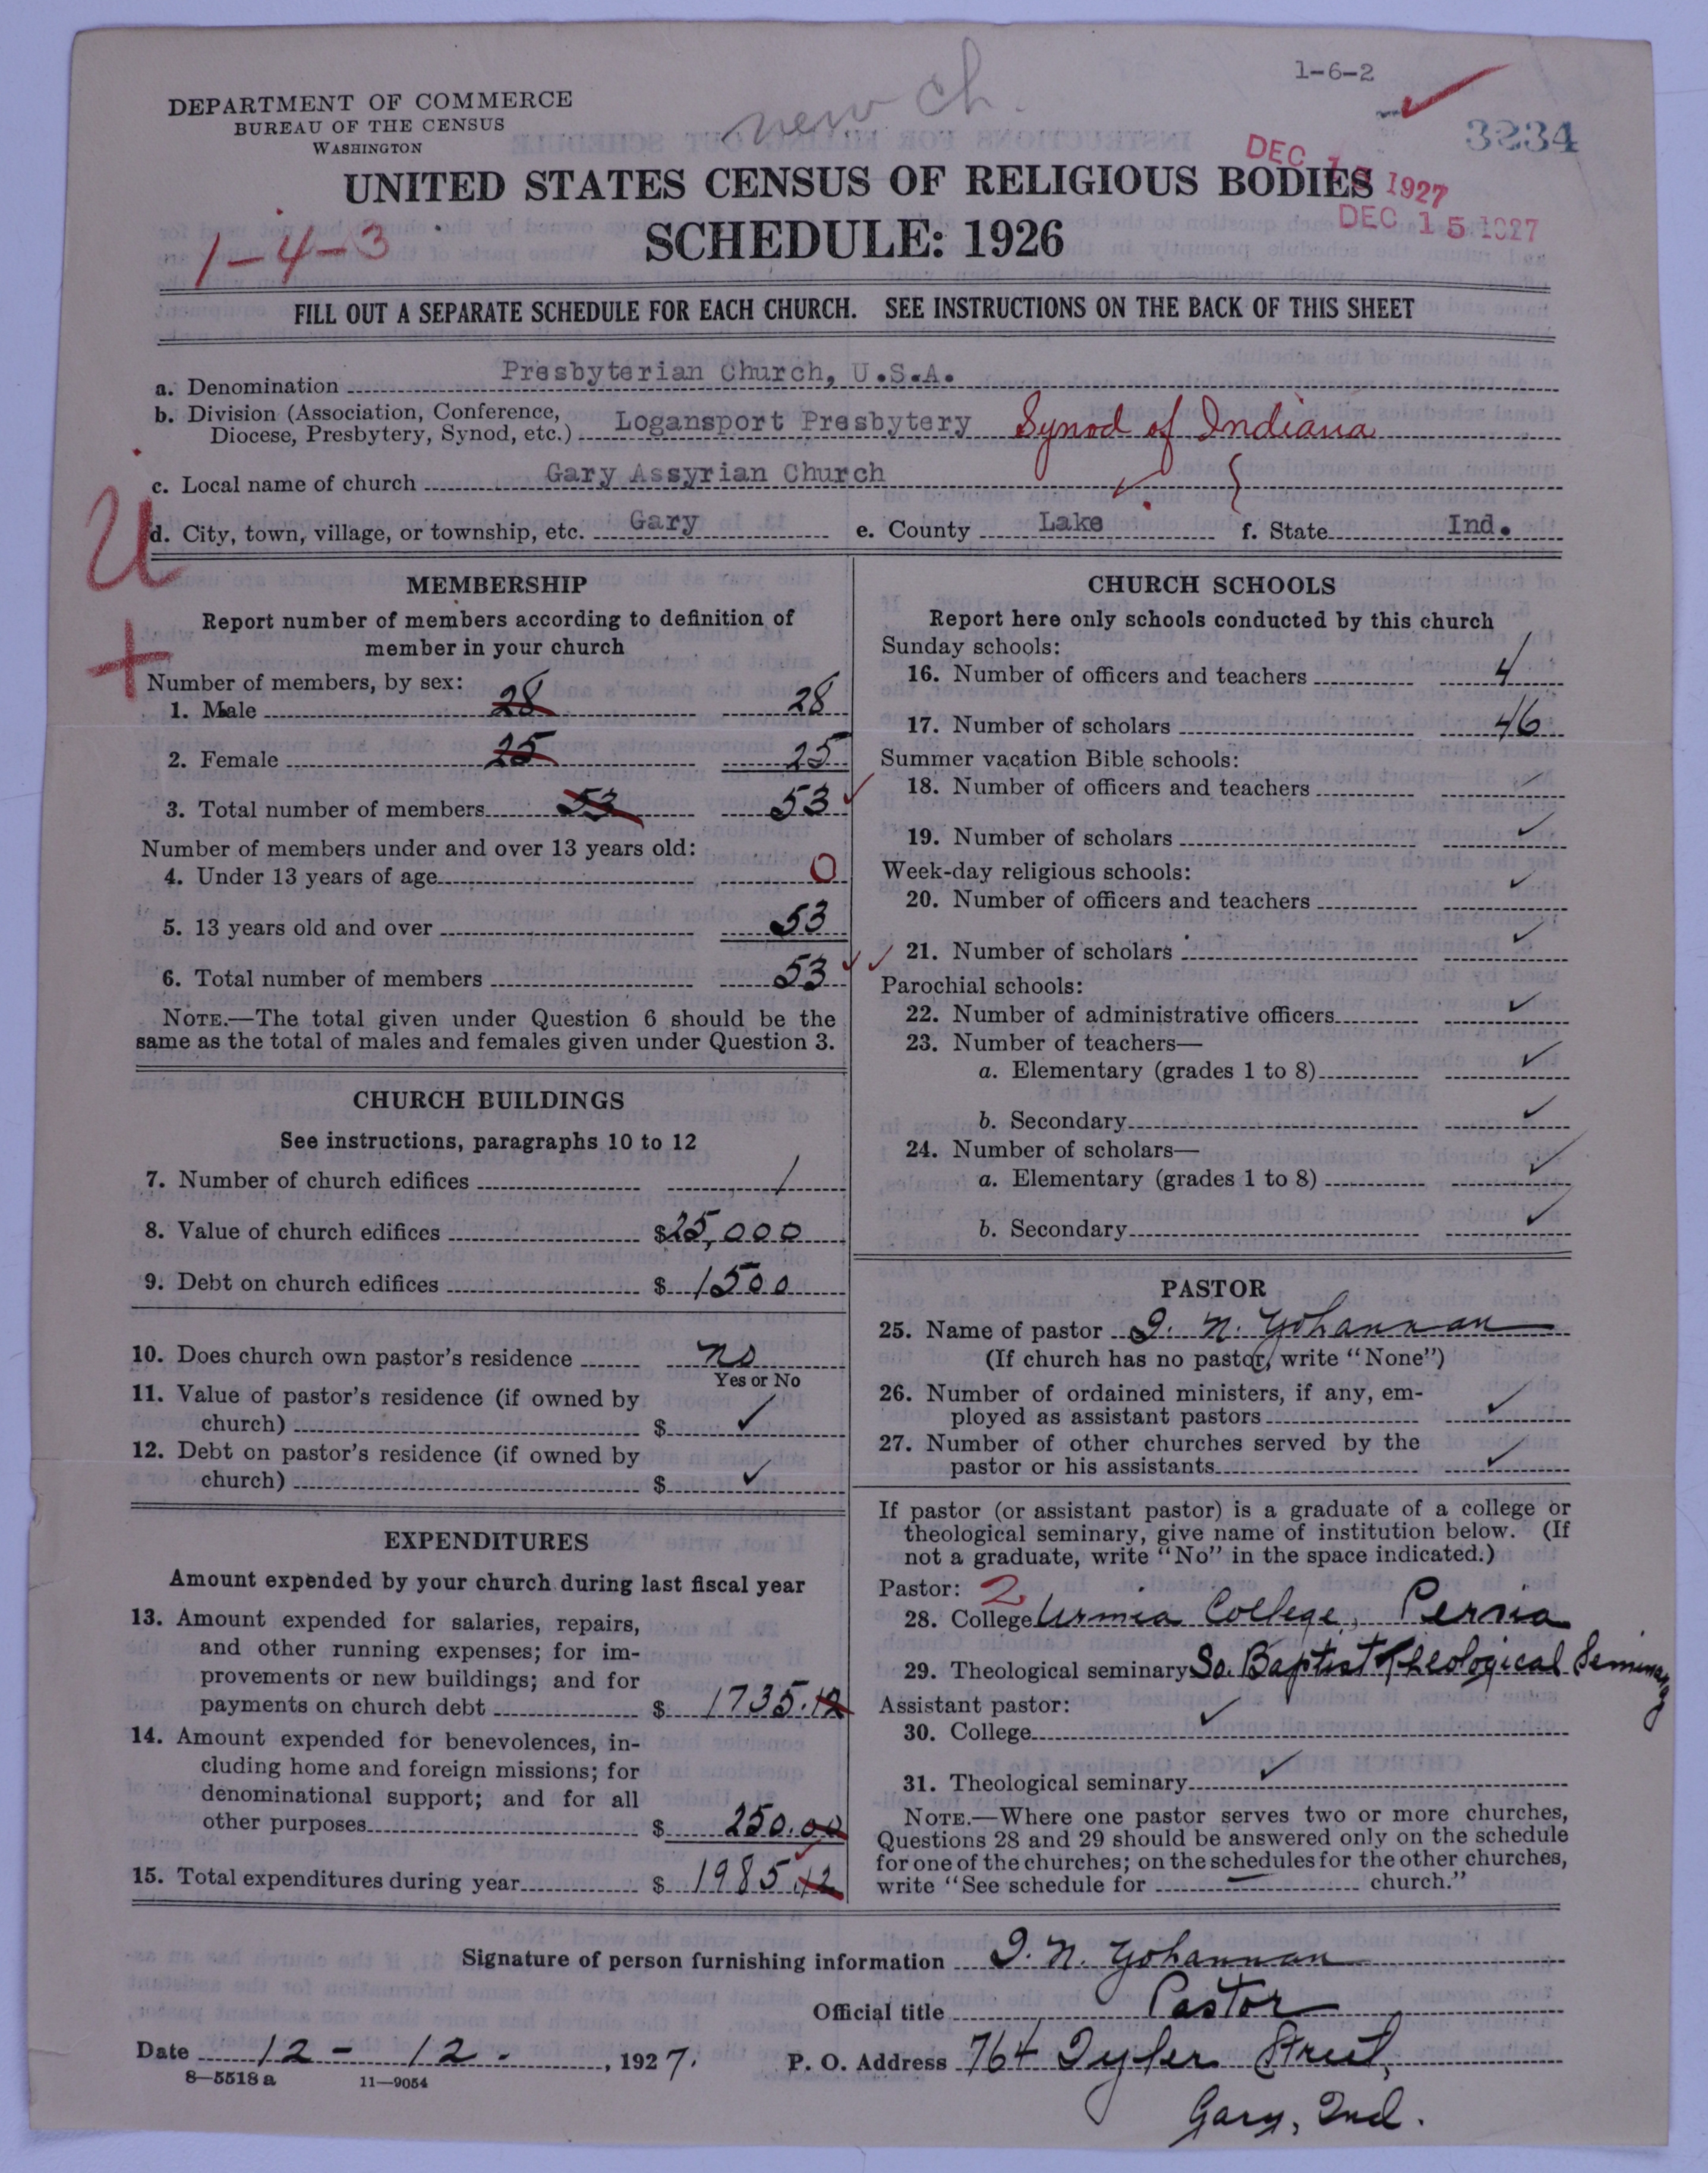 new ch.
1-6-2
DEPARTMENT OF COMMERCE
BUREAU OF THE CENSUS
WASHINGTON
3234
DEC 15 1927
DEC 15 1927
UNITED STATES CENSUS OF RELIGIOUS BODIES
SCHEDULE: 1926
1-4-3
FILL OUT A SEPARATE SCHEDULE FOR EACH CHURCH. SEE INSTRUCTIONS ON THE BACK OF THIS SHEET
a. Denomination Presbyterian Church, U.S.A.
b. Division (Association, Conference,
Diocese, Presbytery, Synod, etc.) Logansport Presbytery Synod of Indiana
c. Local name of church Gary Assyrian Church
d. City, town, village, or township, etc. Gary e. County Lake f. State Ind.
U
+
MEMBERSHIP
Report number of members according to definition of
member in your church
Number of members, by sex:
1. Male 28 28
2. Female 25 25
3. Total number of members 53 53
Number of members under and over 13 years old:
4. Under 13 years of age 0
5. 13 years old and over 53
6. Total number of members 53
NOTE.—The total given under Question 6 should be the
same as the total of males and females given under Question 3.
CHURCH BUILDINGS
See instructions, paragraphs 10 to 12
7. Number of church edifices 1
8. Value of church edifices $25,000
9. Debt on church edifices $1500
10. Does church own pastor's residence no
Yes or No
11. Value of pastor's residence (if owned by
church) $ ✓
12. Debt on pastor's residence (if owned by
church) $ ✓
EXPENDITURES
Amount expended by your church during last fiscal year
13. Amount expended for salaries, repairs,
and other running expenses; for im-
provements or new buildings; and for
payments on church debt $ 1735.12
14. Amount expended for benevolences, in-
cluding home and foreign missions; for
denominational support; and for all
other purposes $ 250.00
15. Total expenditures during year $ 1985.12
CHURCH SCHOOLS
Report here only schools conducted by this church
Sunday schools:
16. Number of officers and teachers 4
17. Number of scholars 46
Summer vacation Bible schools:
18. Number of officers and teachers ✓
19. Number of scholars ✓
Week-day religious schools:
20. Number of officers and teachers ✓
21. Number of scholars ✓
Parochial schools:
22. Number of administrative officers ✓
23. Number of teachers—
a. Elementary (grades 1 to 8) ✓
b. Secondary ✓
24. Number of scholars—
a. Elementary (grades 1 to 8) ✓
b. Secondary ✓
PASTOR
25. Name of pastor I. N. Yohannan
(If church has no pastor, write "None")
26. Number of ordained ministers, if any, em-
ployed as assistant pastors ✓
27. Number of other churches served by the
pastor or his assistants ✓
If pastor (or assistant pastor) is a graduate of a college or
theological seminary, give name of institution below. (If
not a graduate, write "No" in the space indicated.)
Pastor: 2
28. College Urmia College, Persia
29. Theological seminary So. Baptist Theological Seminary
Assistant pastor:
30. College ✓
31. Theological seminary ✓
NOTE.—Where one pastor serves two or more churches,
Questions 28 and 29 should be answered only on the schedule
for one of the churches; on the schedules for the other churches,
write "See schedule for — church."
Signature of person furnishing information I. N. Yohannan
Official title Pastor
Date 12 - 12 - , 1927. P. O. Address 764 Tyler Street,
8—5518a 11—9054
Gary, Ind.